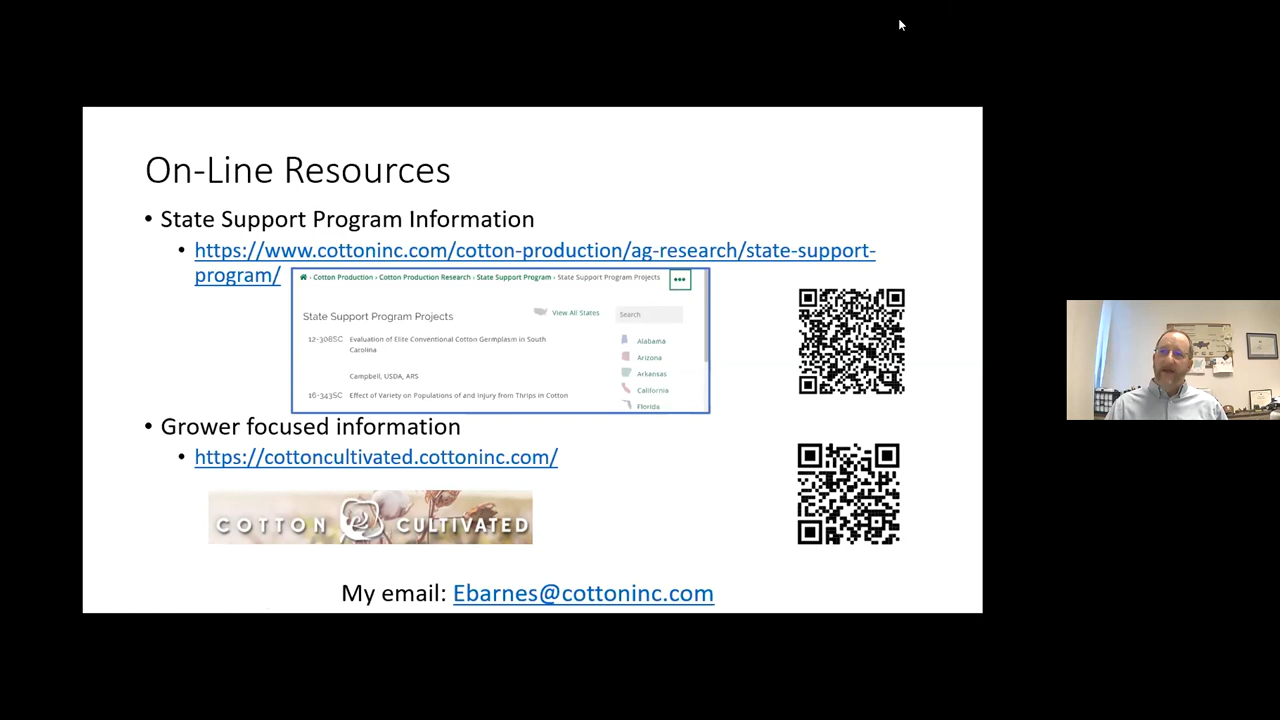 On-Line Resources
• State Support Program Information
• https://www.cottoninc.com/cotton-production/ag-research/state-support-
program/
› Cotton Production › Cotton Production Research › State Support Program › State Support Program Projects
State Support Program Projects
View All States
Search
12-308SC Evaluation of Elite Conventional Cotton Germplasm in South
Carolina
Campbell, USDA, ARS
16-343SC Effect of Variety on Populations of and Injury from Thrips in Cotton
Alabama
Arizona
Arkansas
California
Florida
• Grower focused information
• https://cottoncultivated.cottoninc.com/
COTTON CULTIVATED
My email: Ebarnes@cottoninc.com